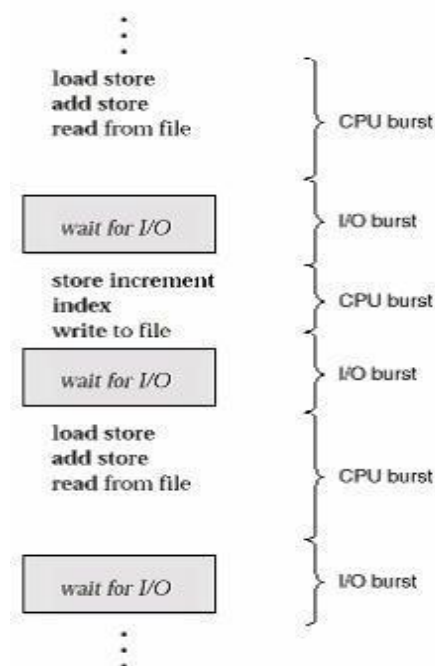 load store
add store
read from file
CPU burst
wait for I/O
I/O burst
store increment
index
write to file
CPU burst
wait for I/O
I/O burst
load store
add store
read from file
CPU burst
wait for I/O
I/O burst